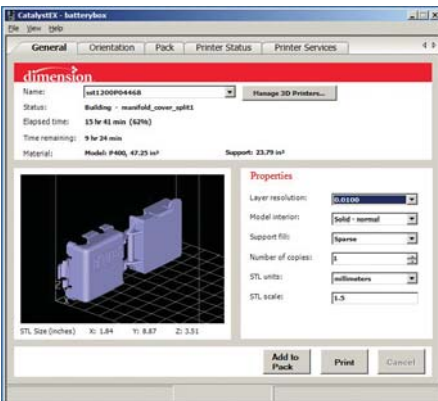 CatalystEX - batterybox
File View Help
General Orientation Pack Printer Status Printer Services
dimension
Name: sst1200P04468 Manage 3D Printers...
Status: Building - manifold_cover_split1
Elapsed time: 15 hr 41 min (62%)
Time remaining: 9 hr 24 min
Material: Model: P400, 47.25 in³ Support: 23.79 in³
Properties
Layer resolution: 0.0100
Model interior: Solid - normal
Support fill: Sparse
Number of copies: 1
STL units: millimeters
STL scale: 1.5
STL Size (inches) X: 1.84 Y: 8.87 Z: 3.51
Add to
Pack Print Cancel